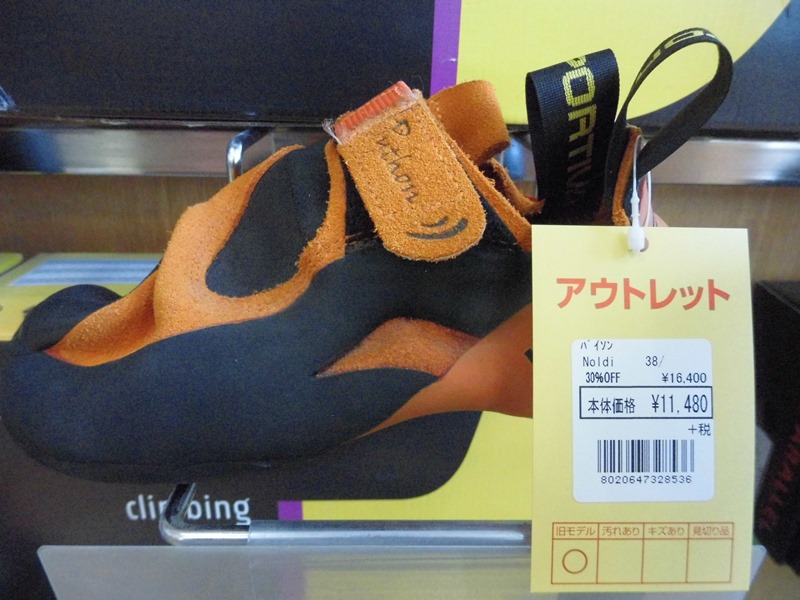 Python
PORTIV
アウトレット
パイソン
Noldi 38/
30%OFF ¥16,400
本体価格 ¥11,480
+税
8020647328536
旧モデル 汚れあり キズあり 見切り品
○
climbing